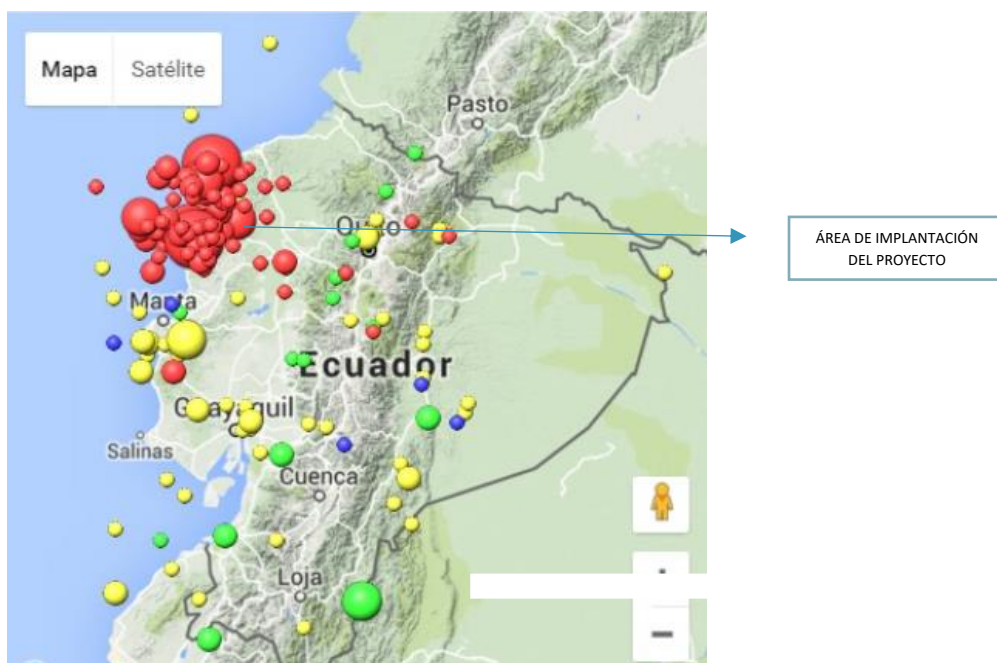 Mapa
Satélite
Pasto
Quito
ÁREA DE IMPLANTACIÓN
DEL PROYECTO
Manta
Ecuador
Guayaquil
Salinas
Cuenca
Loja